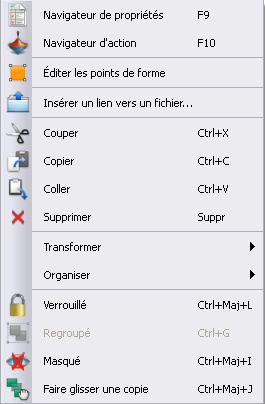 Navigateur de propriétés F9
Navigateur d'action F10
Éditer les points de forme
Insérer un lien vers un fichier...
Couper Ctrl+X
Copier Ctrl+C
Coller Ctrl+V
Supprimer Suppr
Transformer
Organiser
Verrouillé Ctrl+Maj+L
Regroupé Ctrl+G
Masqué Ctrl+Maj+I
Faire glisser une copie Ctrl+Maj+J